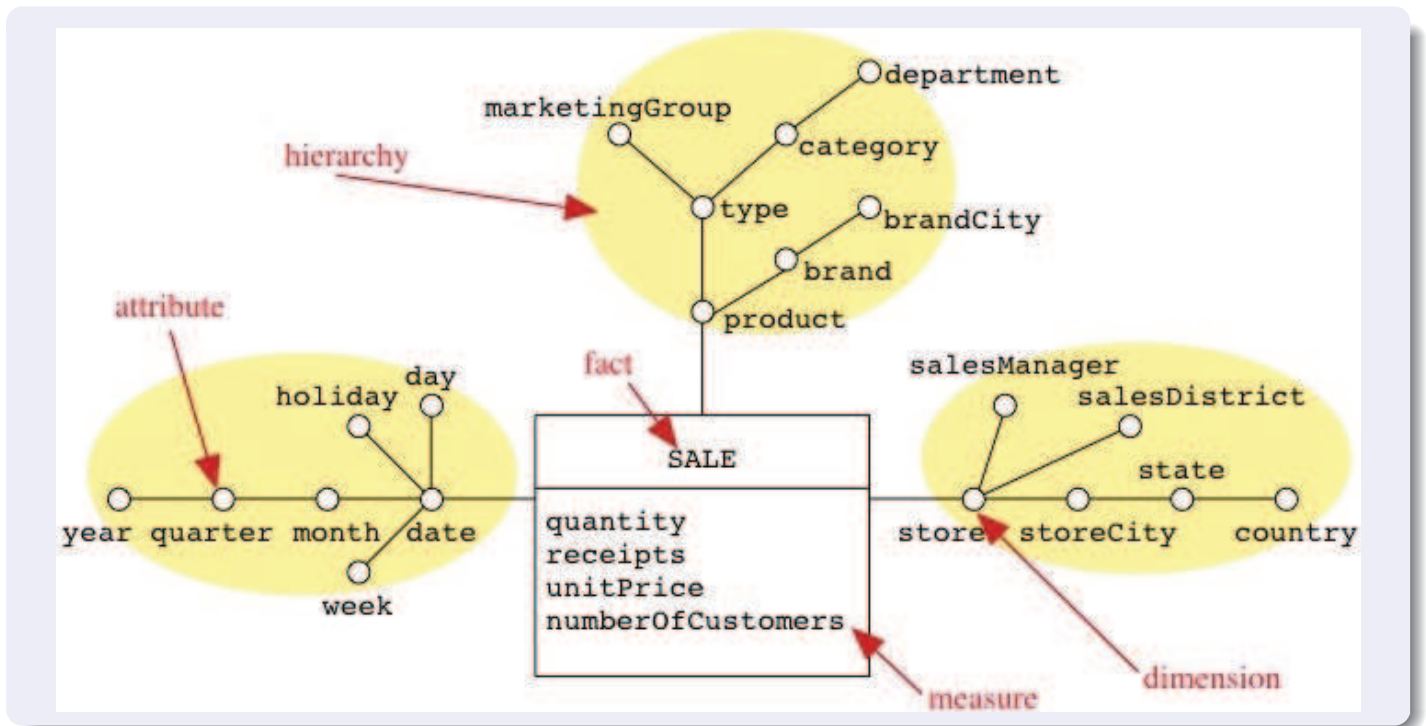 department
marketingGroup
category
hierarchy
type
brandCity
brand
attribute
product
fact
salesManager
day
holiday
salesDistrict
SALE
state
year quarter month date
quantity
store storeCity country
receipts
unitPrice
week
numberOfCustomers
dimension
measure